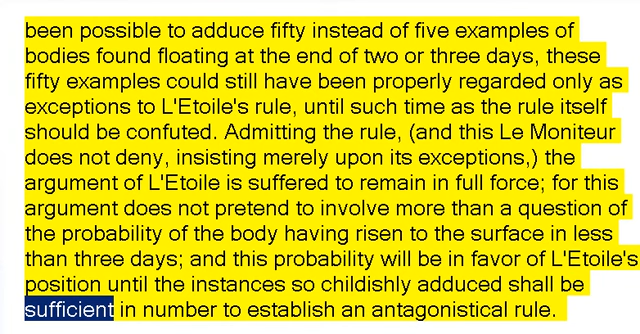 been possible to adduce fifty instead of five examples of
bodies found floating at the end of two or three days, these
fifty examples could still have been properly regarded only as
exceptions to L'Etoile's rule, until such time as the rule itself
should be confuted. Admitting the rule, (and this Le Moniteur
does not deny, insisting merely upon its exceptions,) the
argument of L'Etoile is suffered to remain in full force; for this
argument does not pretend to involve more than a question of
the probability of the body having risen to the surface in less
than three days; and this probability will be in favor of L'Etoile's
position until the instances so childishly adduced shall be
sufficient in number to establish an antagonistical rule.